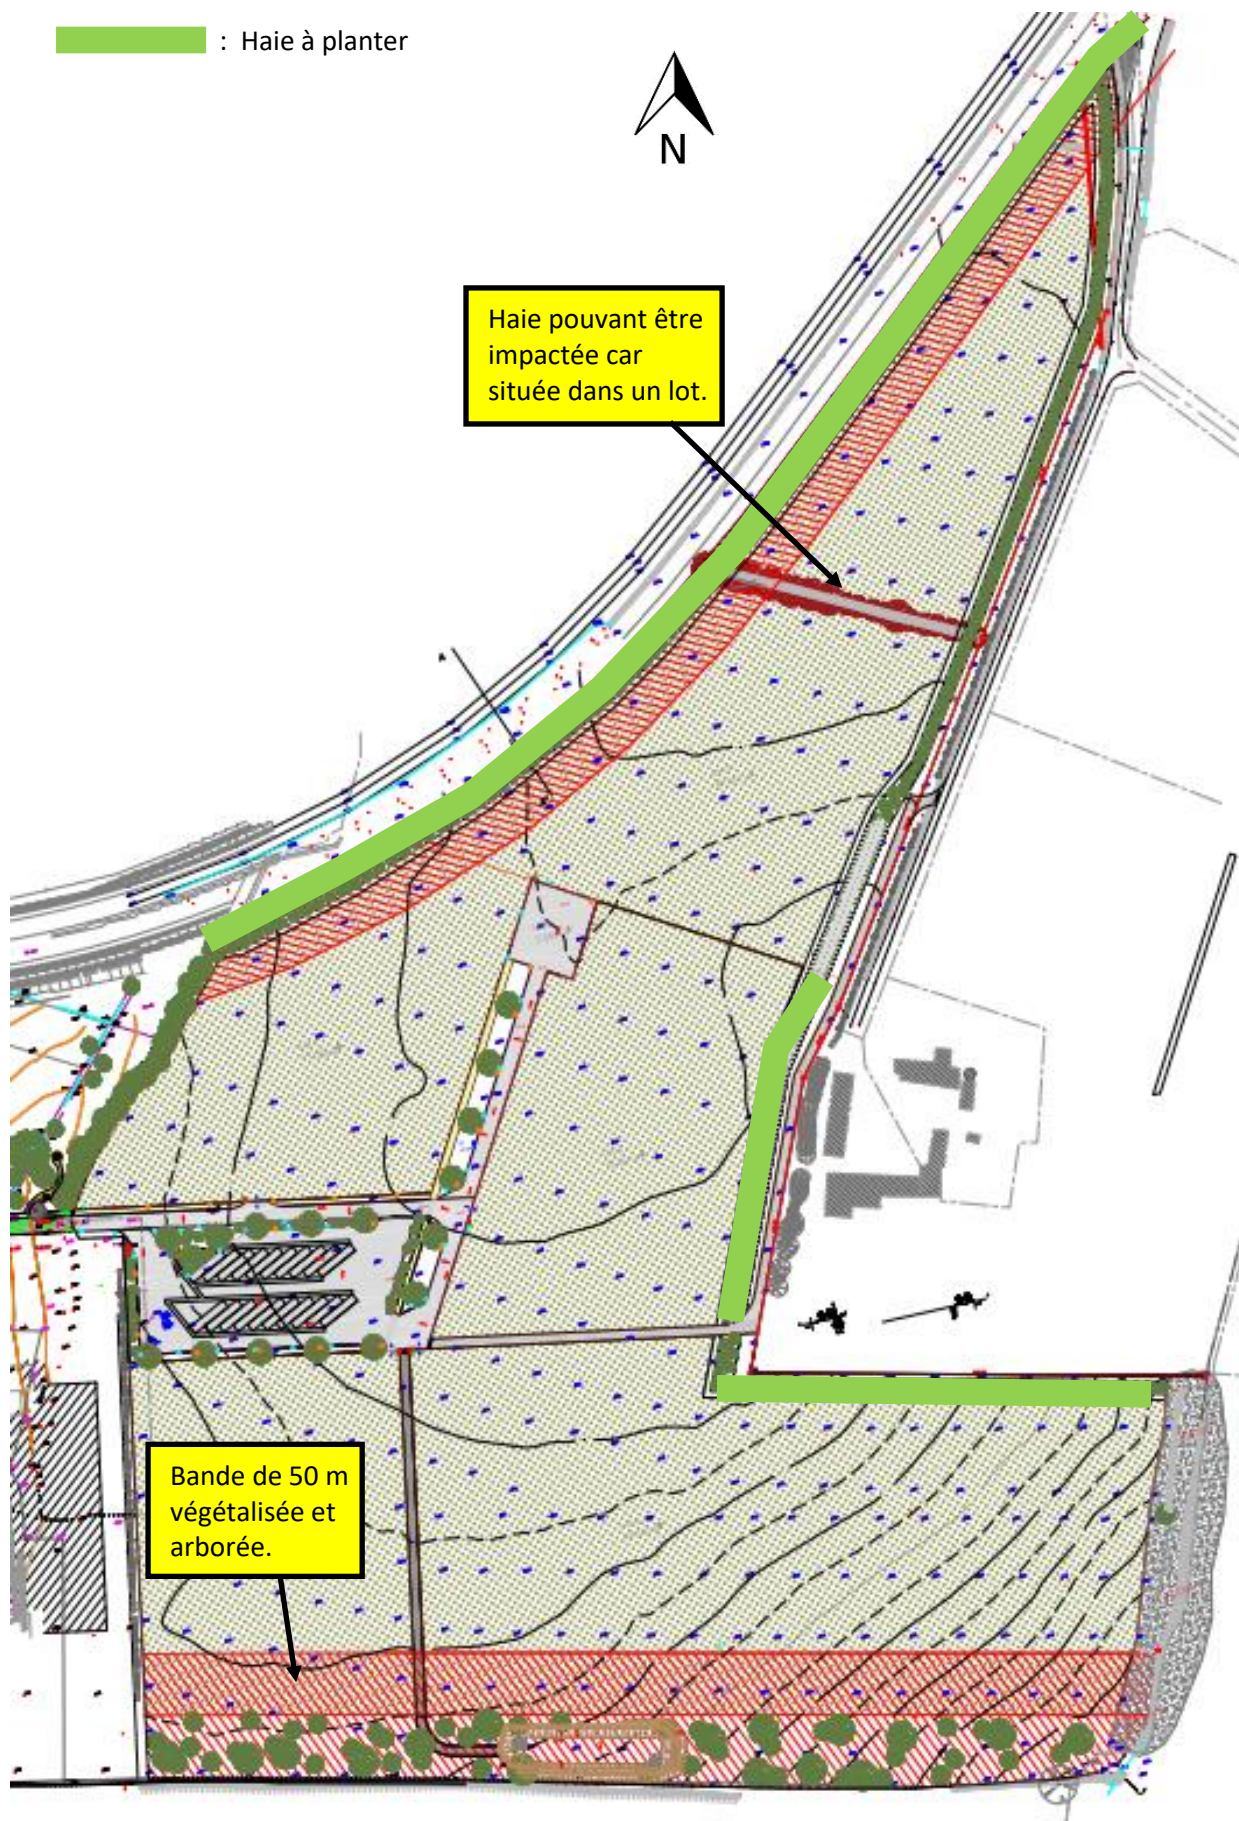 : Haie à planter
N
Haie pouvant être
impactée car
située dans un lot.
Bande de 50 m
végétalisée et
arborée.